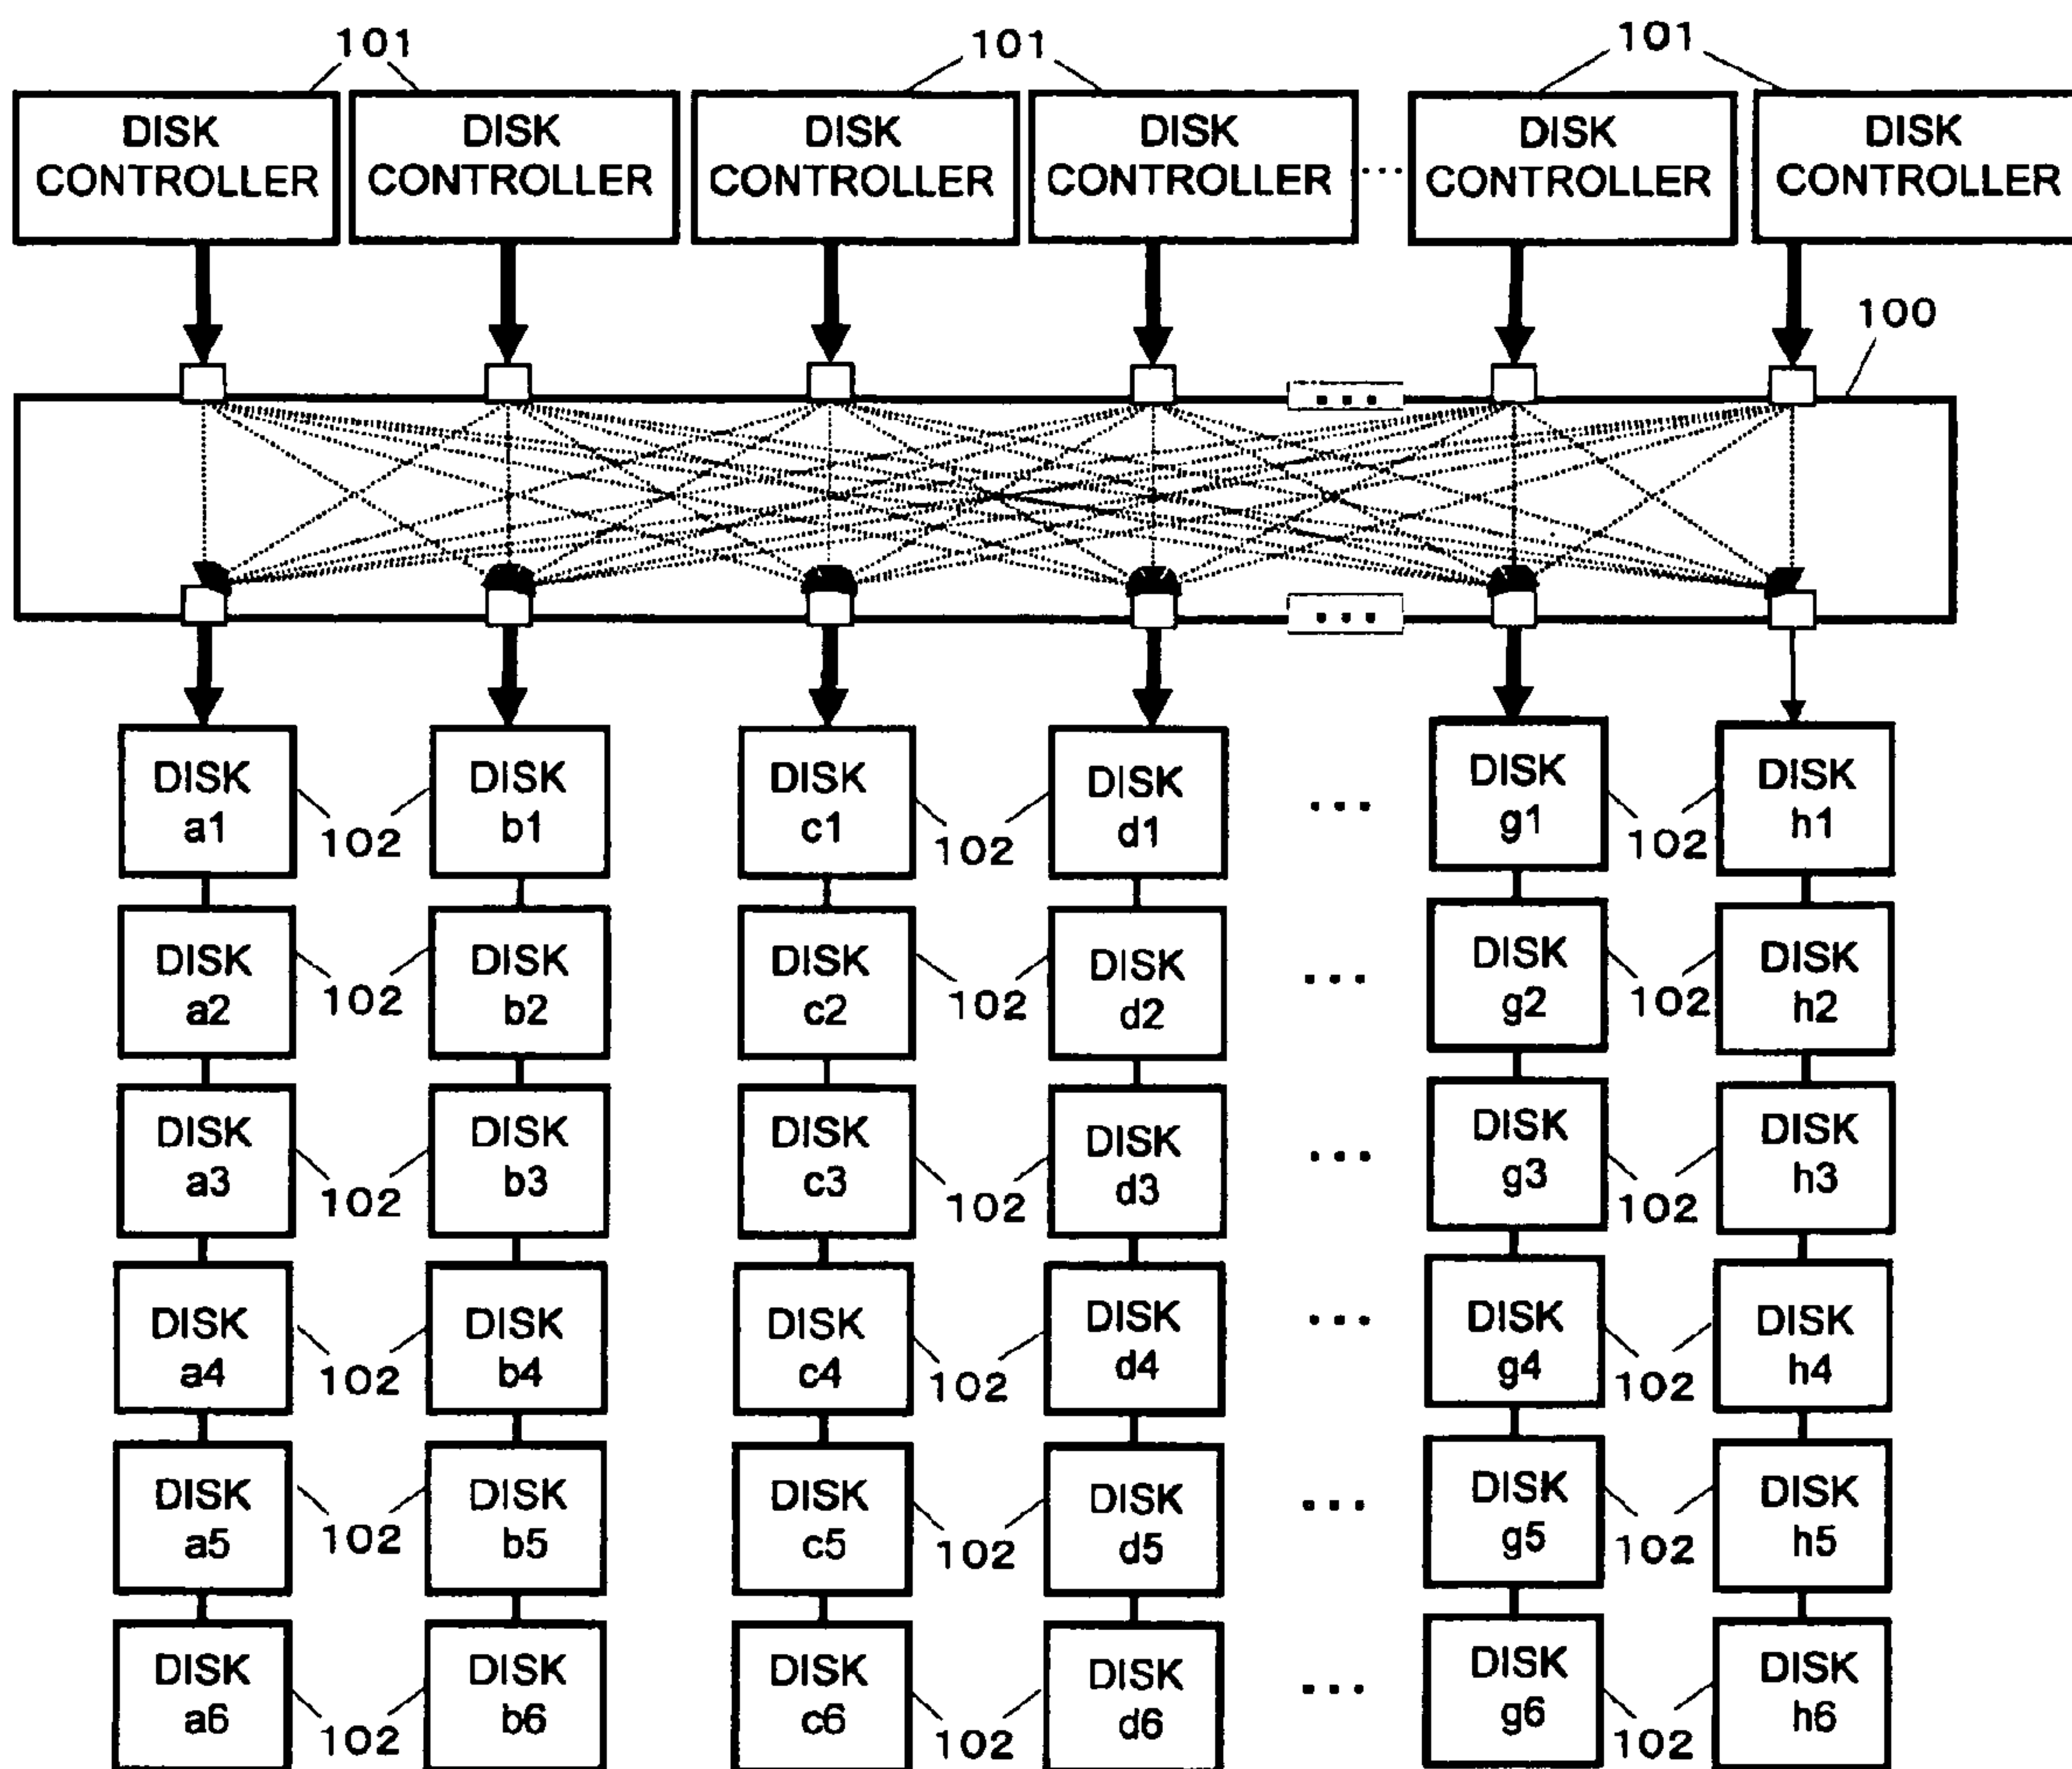 101 101 101
DISK CONTROLLER DISK CONTROLLER DISK CONTROLLER DISK CONTROLLER ... DISK CONTROLLER DISK CONTROLLER
100
...
...
DISK a1 102 DISK b1 DISK c1 102 DISK d1 ... DISK g1 102 DISK h1
DISK a2 102 DISK b2 DISK c2 102 DISK d2 ... DISK g2 102 DISK h2
DISK a3 102 DISK b3 DISK c3 102 DISK d3 ... DISK g3 102 DISK h3
DISK a4 102 DISK b4 DISK c4 102 DISK d4 ... DISK g4 102 DISK h4
DISK a5 102 DISK b5 DISK c5 102 DISK d5 ... DISK g5 102 DISK h5
DISK a6 102 DISK b6 DISK c6 102 DISK d6 ... DISK g6 102 DISK h6